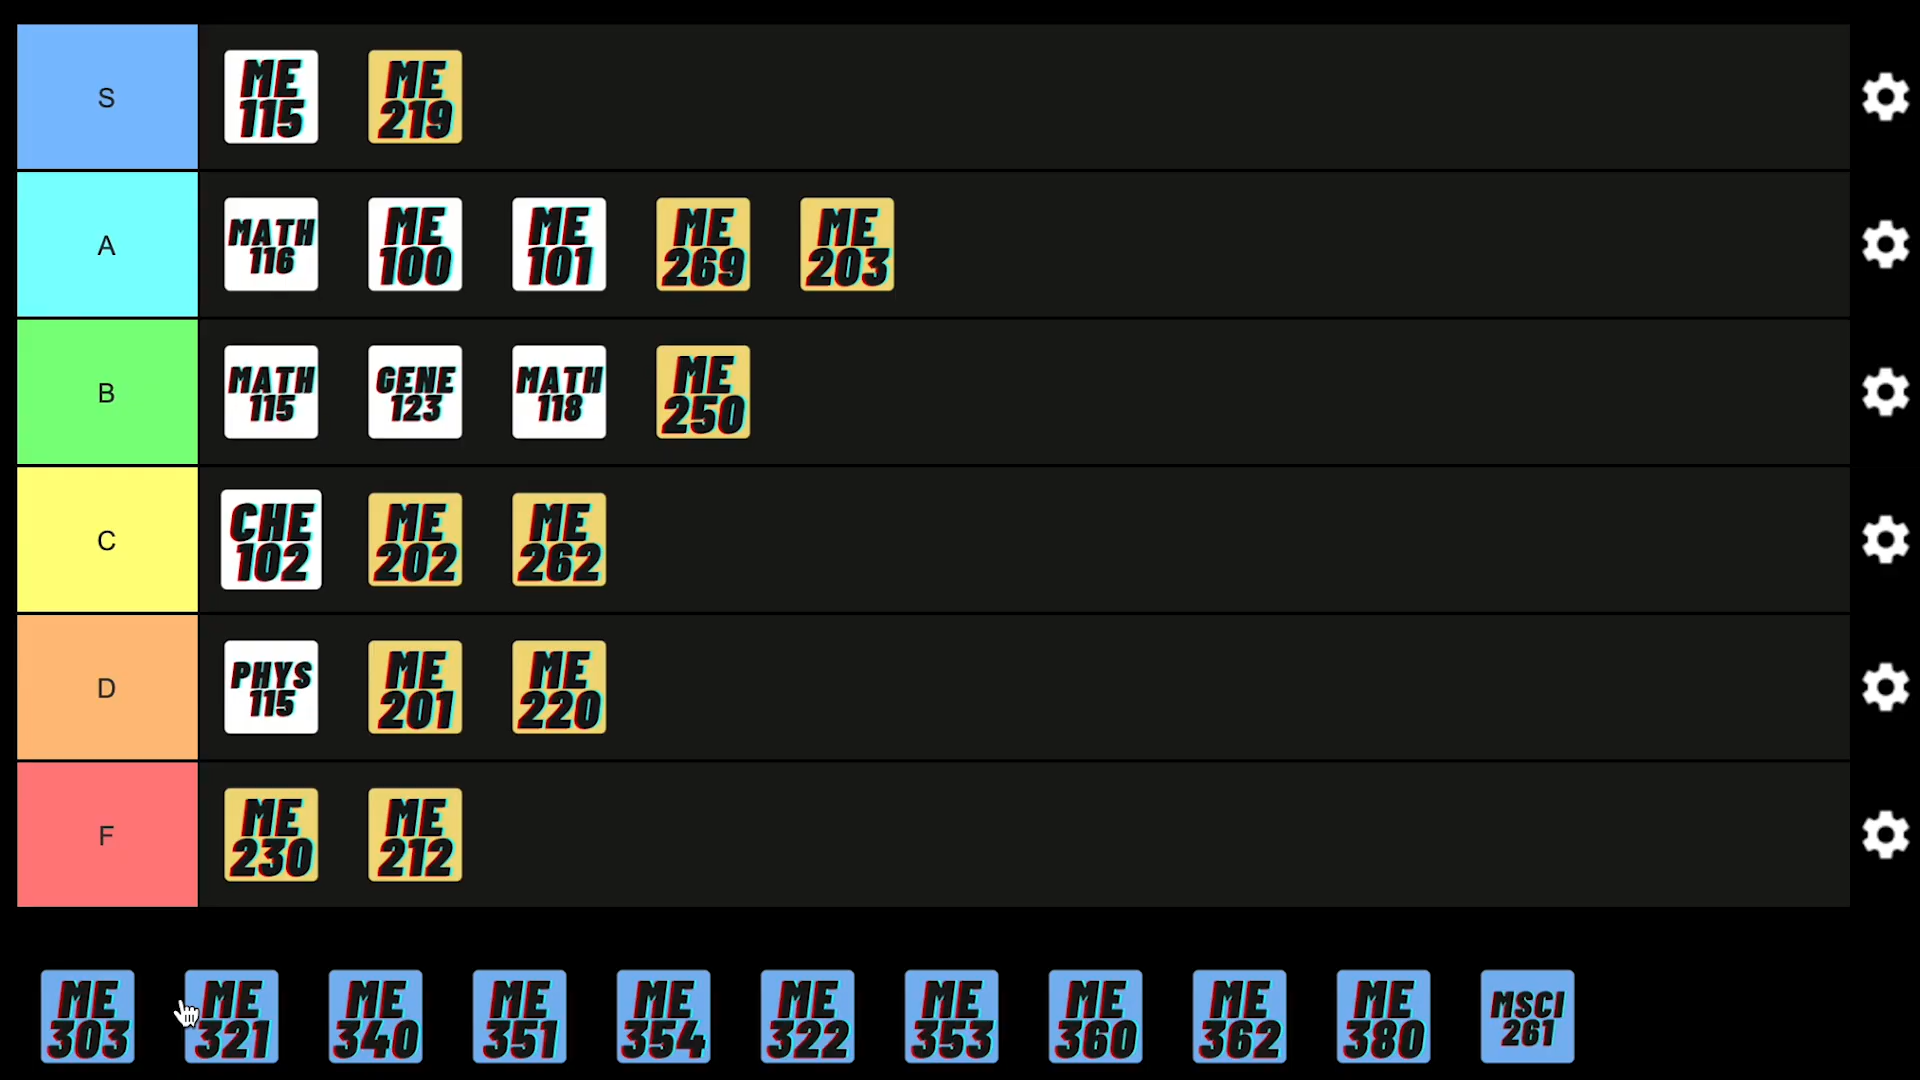 S
ME
115
ME
219
A
MATH
116
ME
100
ME
101
ME
269
ME
203
B
MATH
115
GENE
123
MATH
118
ME
250
C
CHE
102
ME
202
ME
262
D
PHYS
115
ME
201
ME
220
F
ME
230
ME
212
ME
303
ME
321
ME
340
ME
351
ME
354
ME
322
ME
353
ME
360
ME
362
ME
380
MSCI
261